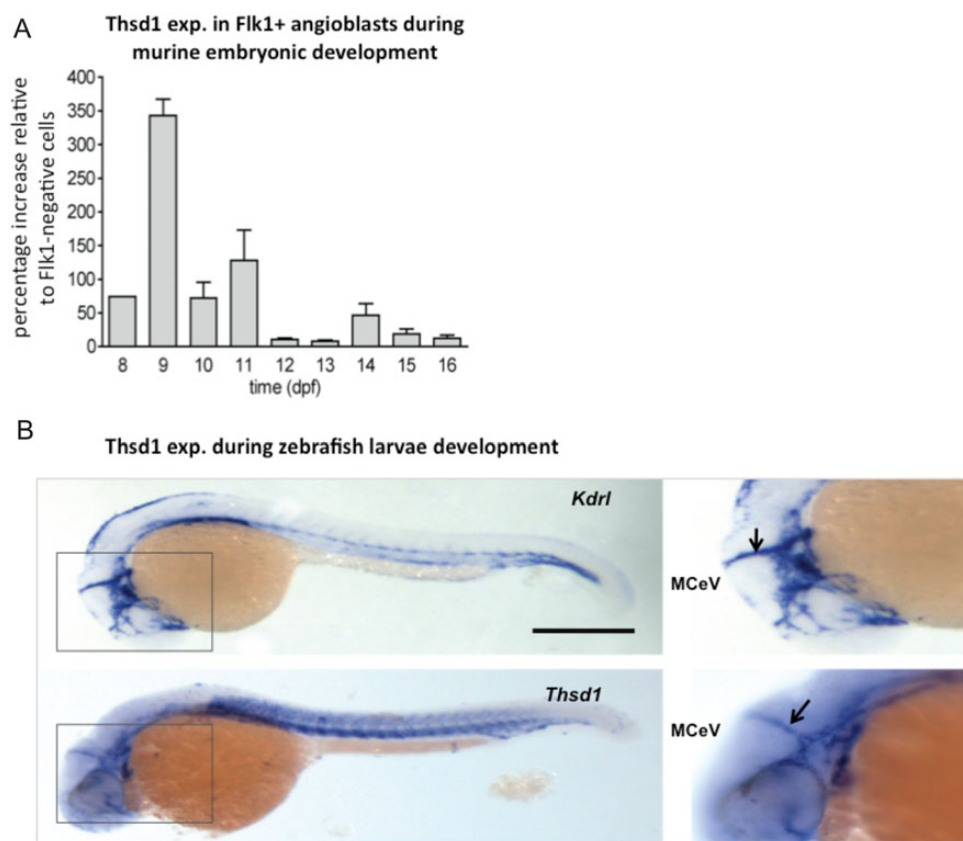 A
Thsd1 exp. in Flk1+ angioblasts during
murine embryonic development
percentage increase relative
to Flk1-negative cells
400
350
300
250
200
150
100
50
0
8 9 10 11 12 13 14 15 16
time (dpf)
B
Thsd1 exp. during zebrafish larvae development
Kdrl
MCeV
Thsd1
MCeV